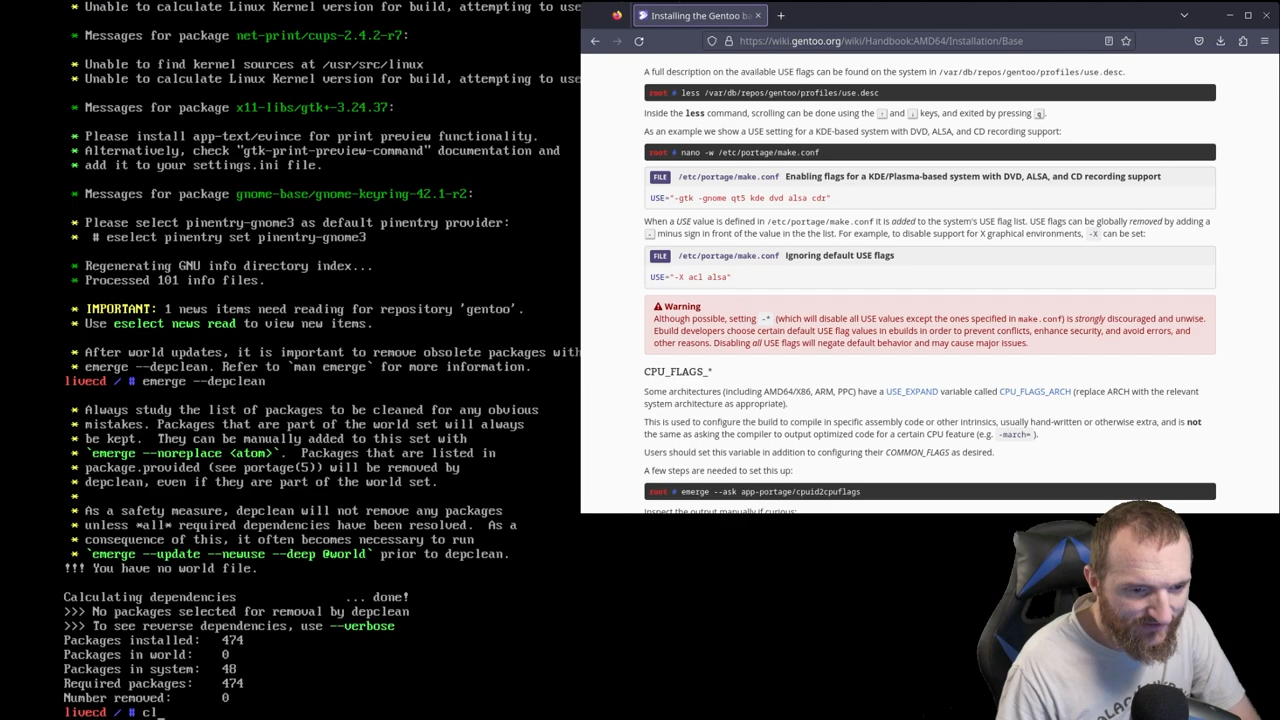 * Unable to calculate Linux Kernel version for build, attempting to use
* Messages for package net-print/cups-2.4.2-r7:
* Unable to find kernel sources at /usr/src/linux
* Unable to calculate Linux Kernel version for build, attempting to use
* Messages for package x11-libs/gtk+-3.24.37:
* Please install app-text/evince for print preview functionality.
* Alternatively, check "gtk-print-preview-command" documentation and
* add it to your settings.ini file.
* Messages for package gnome-base/gnome-keyring-42.1-r2:
* Please select pinentry-gnome3 as default pinentry provider:
*  # eselect pinentry set pinentry-gnome3
* Regenerating GNU info directory index...
* Processed 101 info files.
* IMPORTANT: 1 news items need reading for repository 'gentoo'.
* Use eselect news read to view new items.
* After world updates, it is important to remove obsolete packages with
* emerge --depclean. Refer to `man emerge` for more information.
livecd / # emerge --depclean
* Always study the list of packages to be cleaned for any obvious
* mistakes. Packages that are part of the world set will always
* be kept.  They can be manually added to this set with
* `emerge --noreplace <atom>`.  Packages that are listed in
* package.provided (see portage(5)) will be removed by
* depclean, even if they are part of the world set.
*
* As a safety measure, depclean will not remove any packages
* unless *all* required dependencies have been resolved.  As a
* consequence of this, it often becomes necessary to run
* `emerge --update --newuse --deep @world` prior to depclean.
!!! You have no world file.
Calculating dependencies ... done!
>>> No packages selected for removal by depclean
>>> To see reverse dependencies, use --verbose
Packages installed: 474
Packages in world: 0
Packages in system: 48
Required packages: 474
Number removed: 0
livecd / # cl_
Installing the Gentoo ba
https://wiki.gentoo.org/wiki/Handbook:AMD64/Installation/Base
A full description on the available USE flags can be found on the system in /var/db/repos/gentoo/profiles/use.desc.
root # less /var/db/repos/gentoo/profiles/use.desc
Inside the less command, scrolling can be done using the ↑ and ↓ keys, and exited by pressing q.
As an example we show a USE setting for a KDE-based system with DVD, ALSA, and CD recording support:
root # nano -w /etc/portage/make.conf
FILE /etc/portage/make.conf Enabling flags for a KDE/Plasma-based system with DVD, ALSA, and CD recording support
USE="-gtk -gnome qt5 kde dvd alsa cdr"
When a USE value is defined in /etc/portage/make.conf it is added to the system's USE flag list. USE flags can be globally removed by adding a
- minus sign in front of the value in the the list. For example, to disable support for X graphical environments, -X can be set:
FILE /etc/portage/make.conf Ignoring default USE flags
USE="-X acl alsa"
Warning
Although possible, setting -* (which will disable all USE values except the ones specified in make.conf) is strongly discouraged and unwise.
Ebuild developers choose certain default USE flag values in ebuilds in order to prevent conflicts, enhance security, and avoid errors, and
other reasons. Disabling all USE flags will negate default behavior and may cause major issues.
CPU_FLAGS_*
Some architectures (including AMD64/X86, ARM, PPC) have a USE_EXPAND variable called CPU_FLAGS_ARCH (replace ARCH with the relevant
system architecture as appropriate).
This is used to configure the build to compile in specific assembly code or other intrinsics, usually hand-written or otherwise extra, and is not
the same as asking the compiler to output optimized code for a certain CPU feature (e.g. -march= ).
Users should set this variable in addition to configuring their COMMON_FLAGS as desired.
A few steps are needed to set this up:
root # emerge --ask app-portage/cpuid2cpuflags
Inspect the output manually if curious: